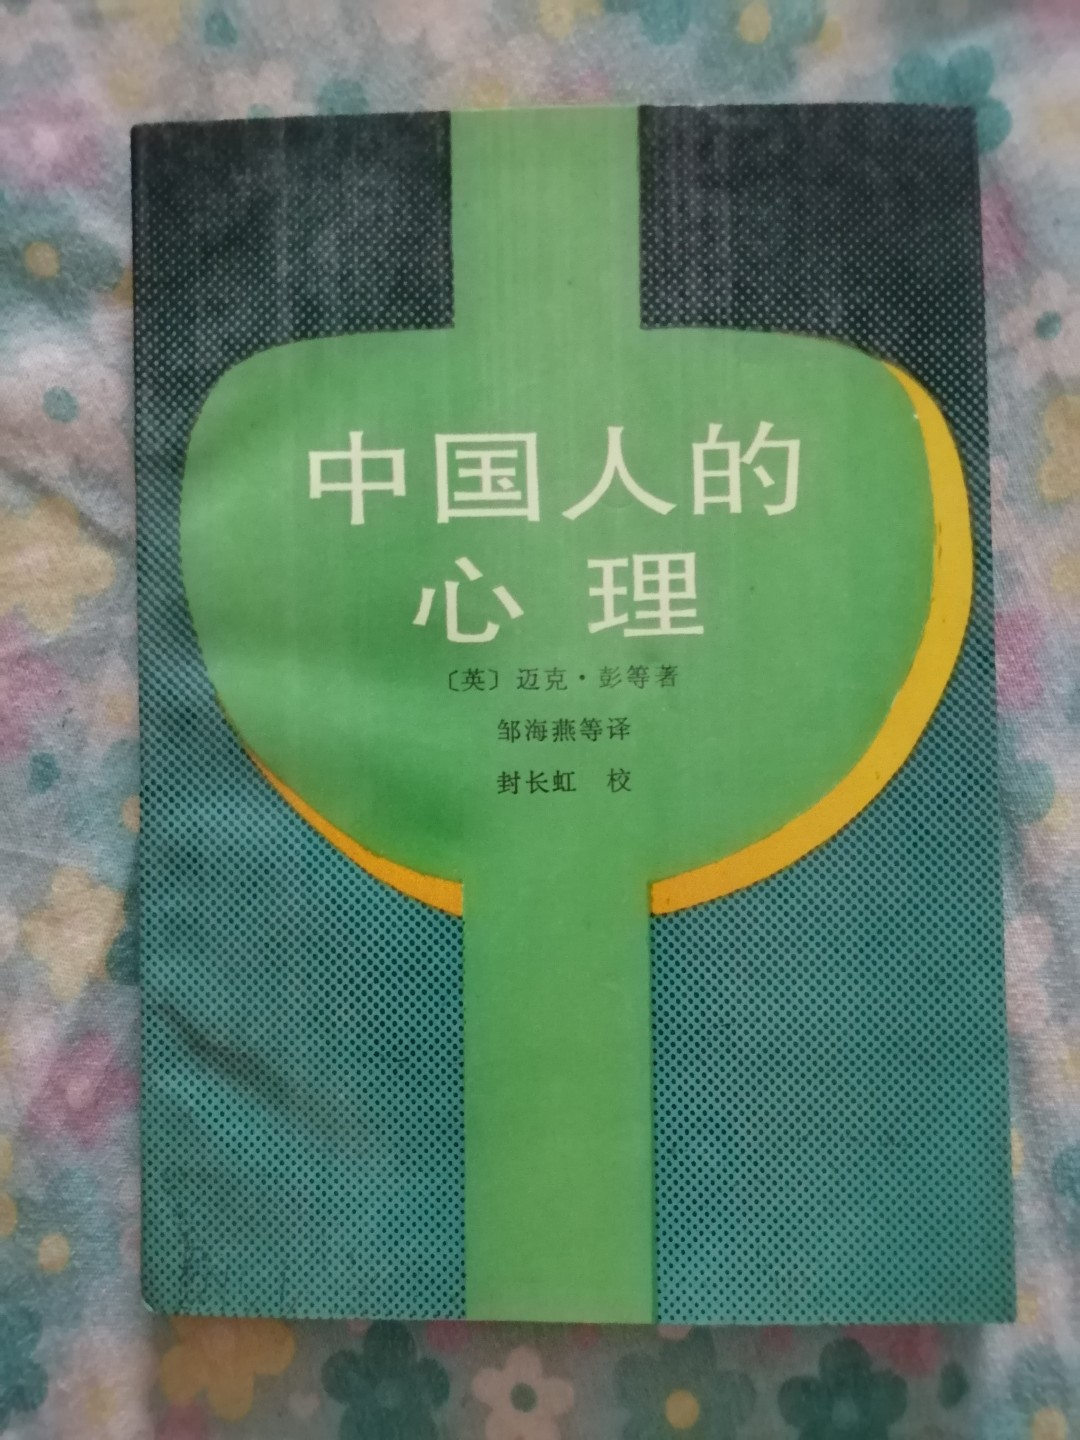 中国人的
心理
〔英〕迈克·彭等著
邹海燕等译
封长虹 校